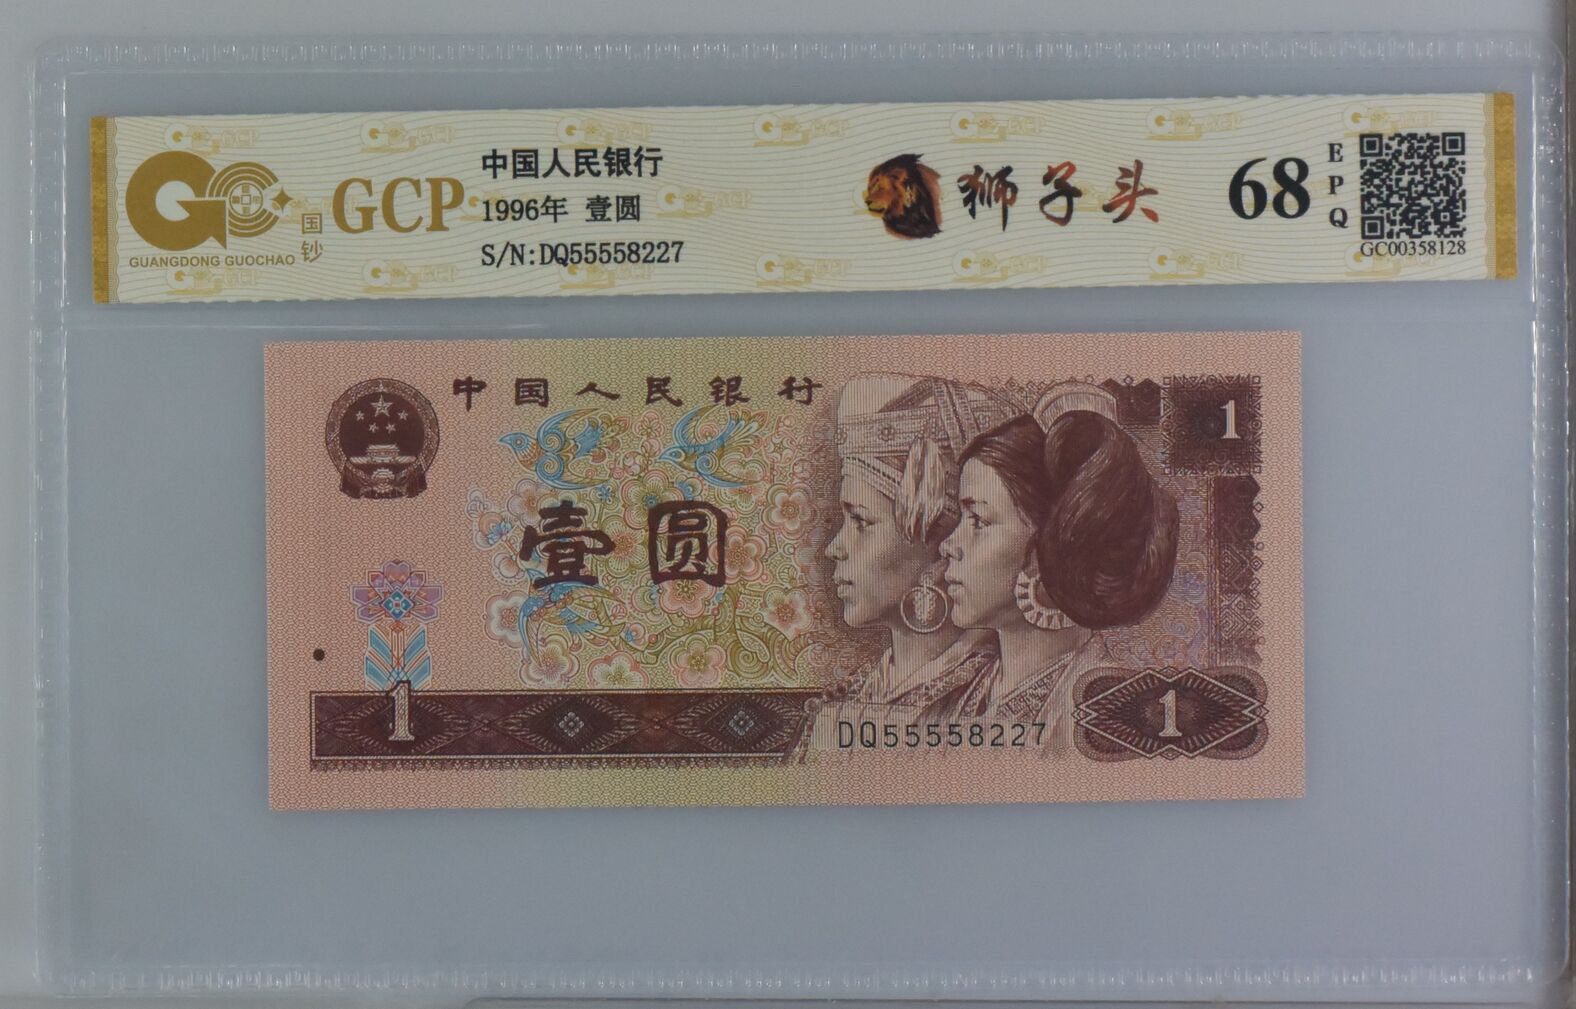 GCP
国钞
GUANGDONG GUOCHAO
中国人民银行
1996年 壹圆
S/N:DQ55558227
狮子头
68
EPQ
GC00358128
中国人民银行
1
壹圆
1
DQ55558227
1